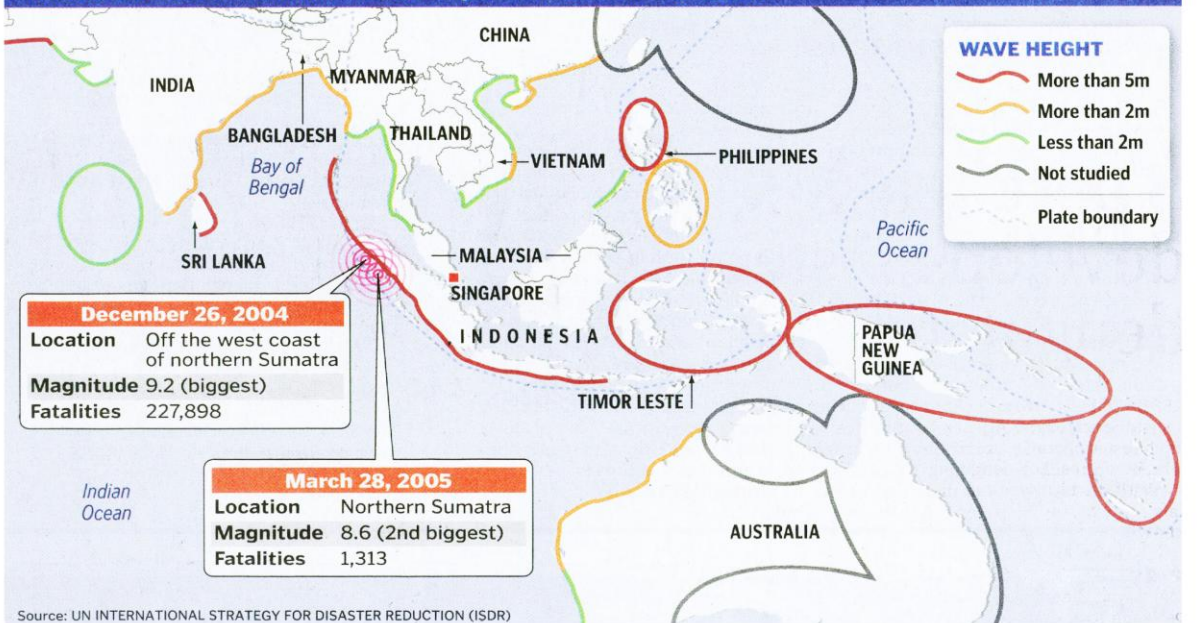 CHINA
INDIA
MYANMAR
BANGLADESH
THAILAND
Bay of
Bengal
VIETNAM
PHILIPPINES
SRI LANKA
MALAYSIA
SINGAPORE
INDONESIA
Pacific
Ocean
PAPUA
NEW
GUINEA
TIMOR LESTE
AUSTRALIA
Indian
Ocean
WAVE HEIGHT
More than 5m
More than 2m
Less than 2m
Not studied
Plate boundary
December 26, 2004
Location Off the west coast
of northern Sumatra
Magnitude 9.2 (biggest)
Fatalities 227,898
March 28, 2005
Location Northern Sumatra
Magnitude 8.6 (2nd biggest)
Fatalities 1,313
Source: UN INTERNATIONAL STRATEGY FOR DISASTER REDUCTION (ISDR)